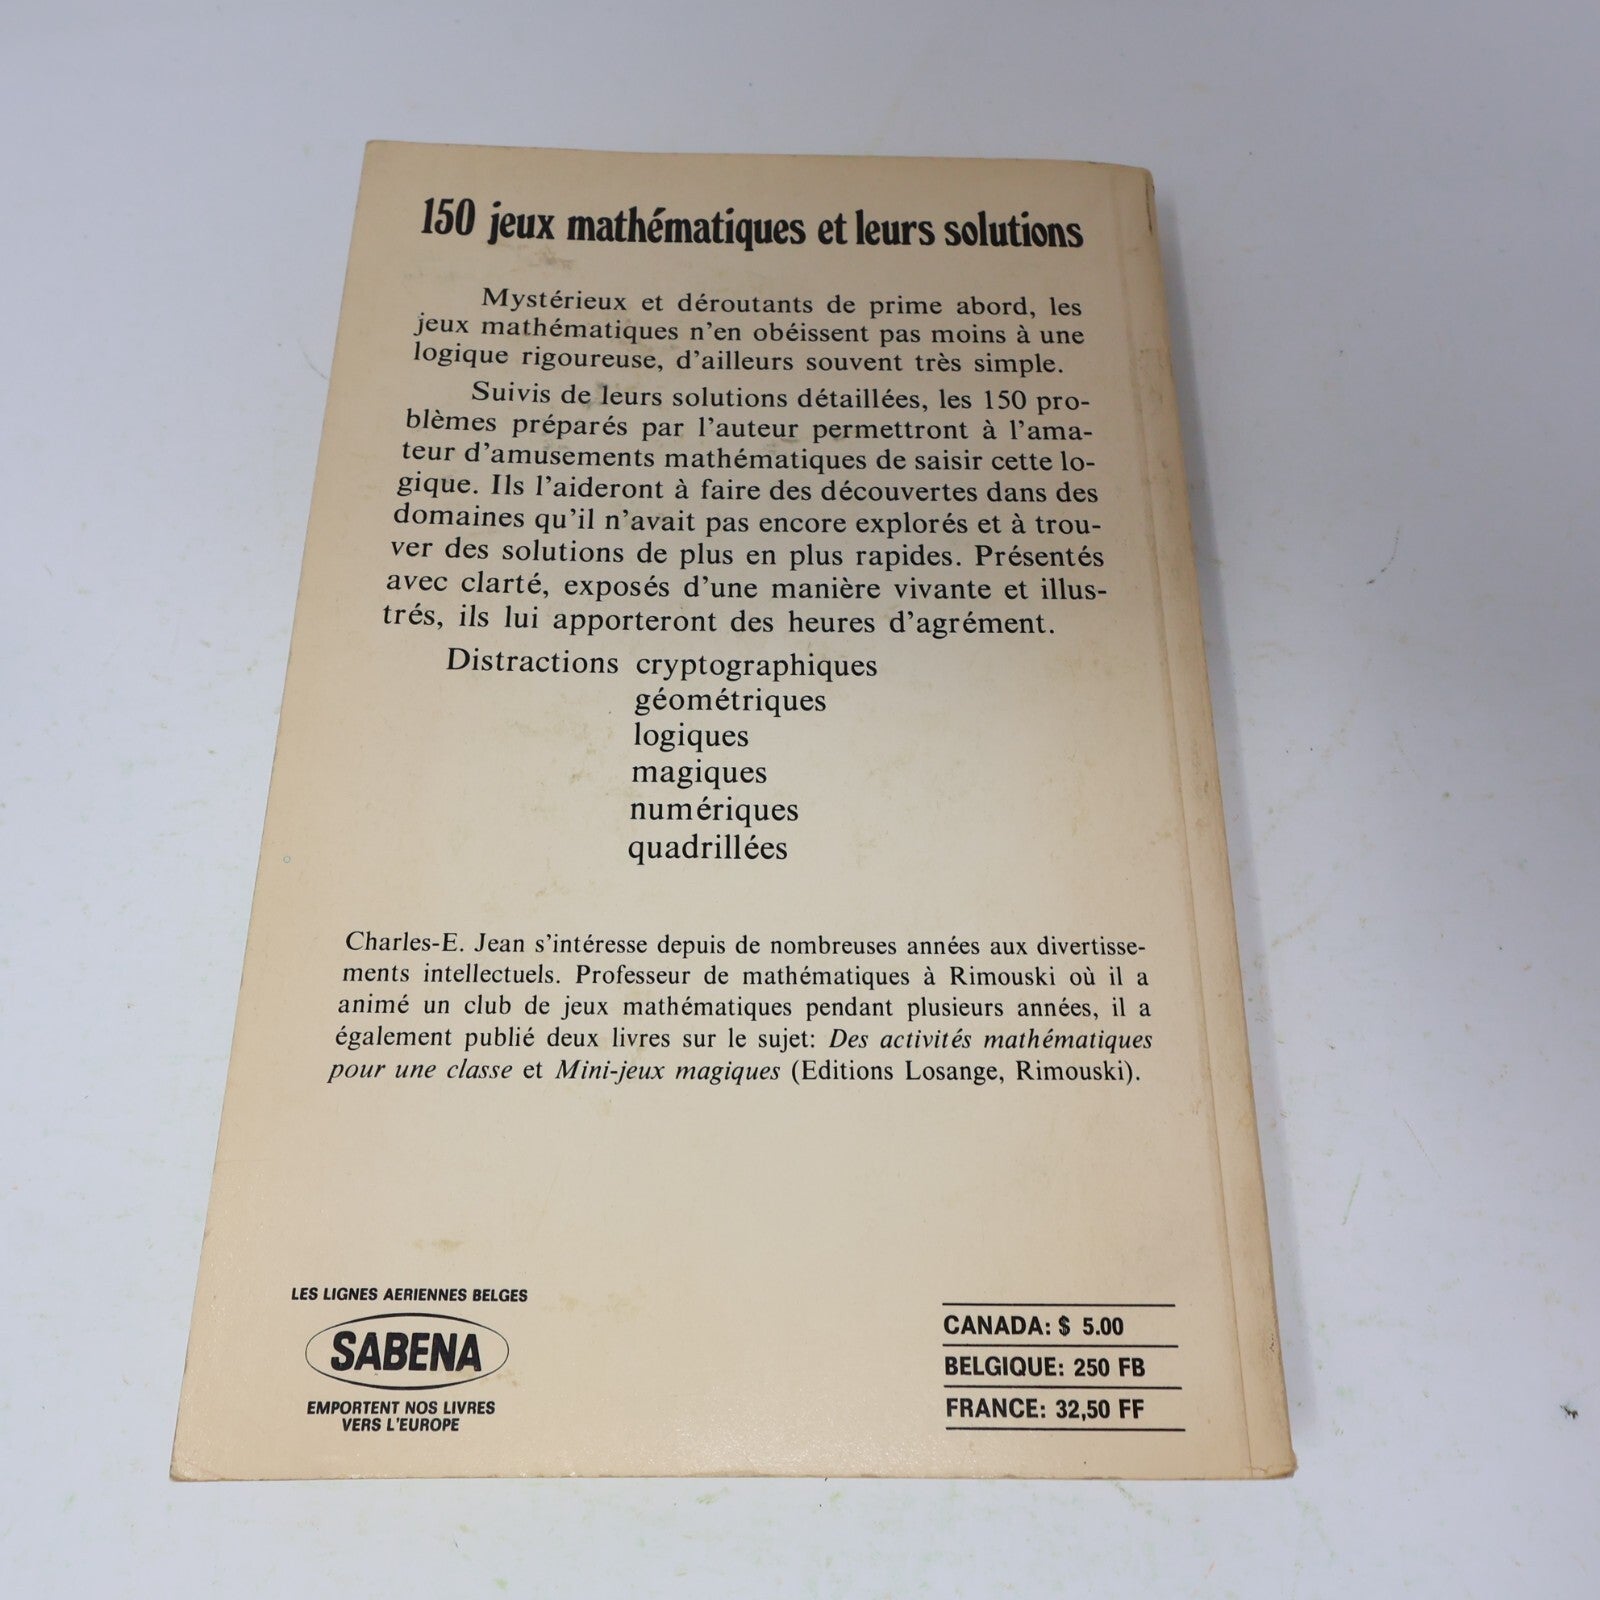 150 jeux mathématiques et leurs solutions
Mystérieux et déroutants de prime abord, les
jeux mathématiques n'en obéissent pas moins à une
logique rigoureuse, d'ailleurs souvent très simple.
Suivis de leurs solutions détaillées, les 150 pro-
blèmes préparés par l'auteur permettront à l'ama-
teur d'amusements mathématiques de saisir cette lo-
gique. Ils l'aideront à faire des découvertes dans des
domaines qu'il n'avait pas encore explorés et à trou-
ver des solutions de plus en plus rapides. Présentés
avec clarté, exposés d'une manière vivante et illus-
trés, ils lui apporteront des heures d'agrément.
Distractions cryptographiques
géométriques
logiques
magiques
numériques
quadrillées
Charles-E. Jean s'intéresse depuis de nombreuses années aux divertisse-
ments intellectuels. Professeur de mathématiques à Rimouski où il a
animé un club de jeux mathématiques pendant plusieurs années, il a
également publié deux livres sur le sujet: Des activités mathématiques
pour une classe et Mini-jeux magiques (Editions Losange, Rimouski).
LES LIGNES AERIENNES BELGES
SABENA
EMPORTENT NOS LIVRES
VERS L'EUROPE
CANADA: $ 5.00
BELGIQUE: 250 FB
FRANCE: 32,50 FF